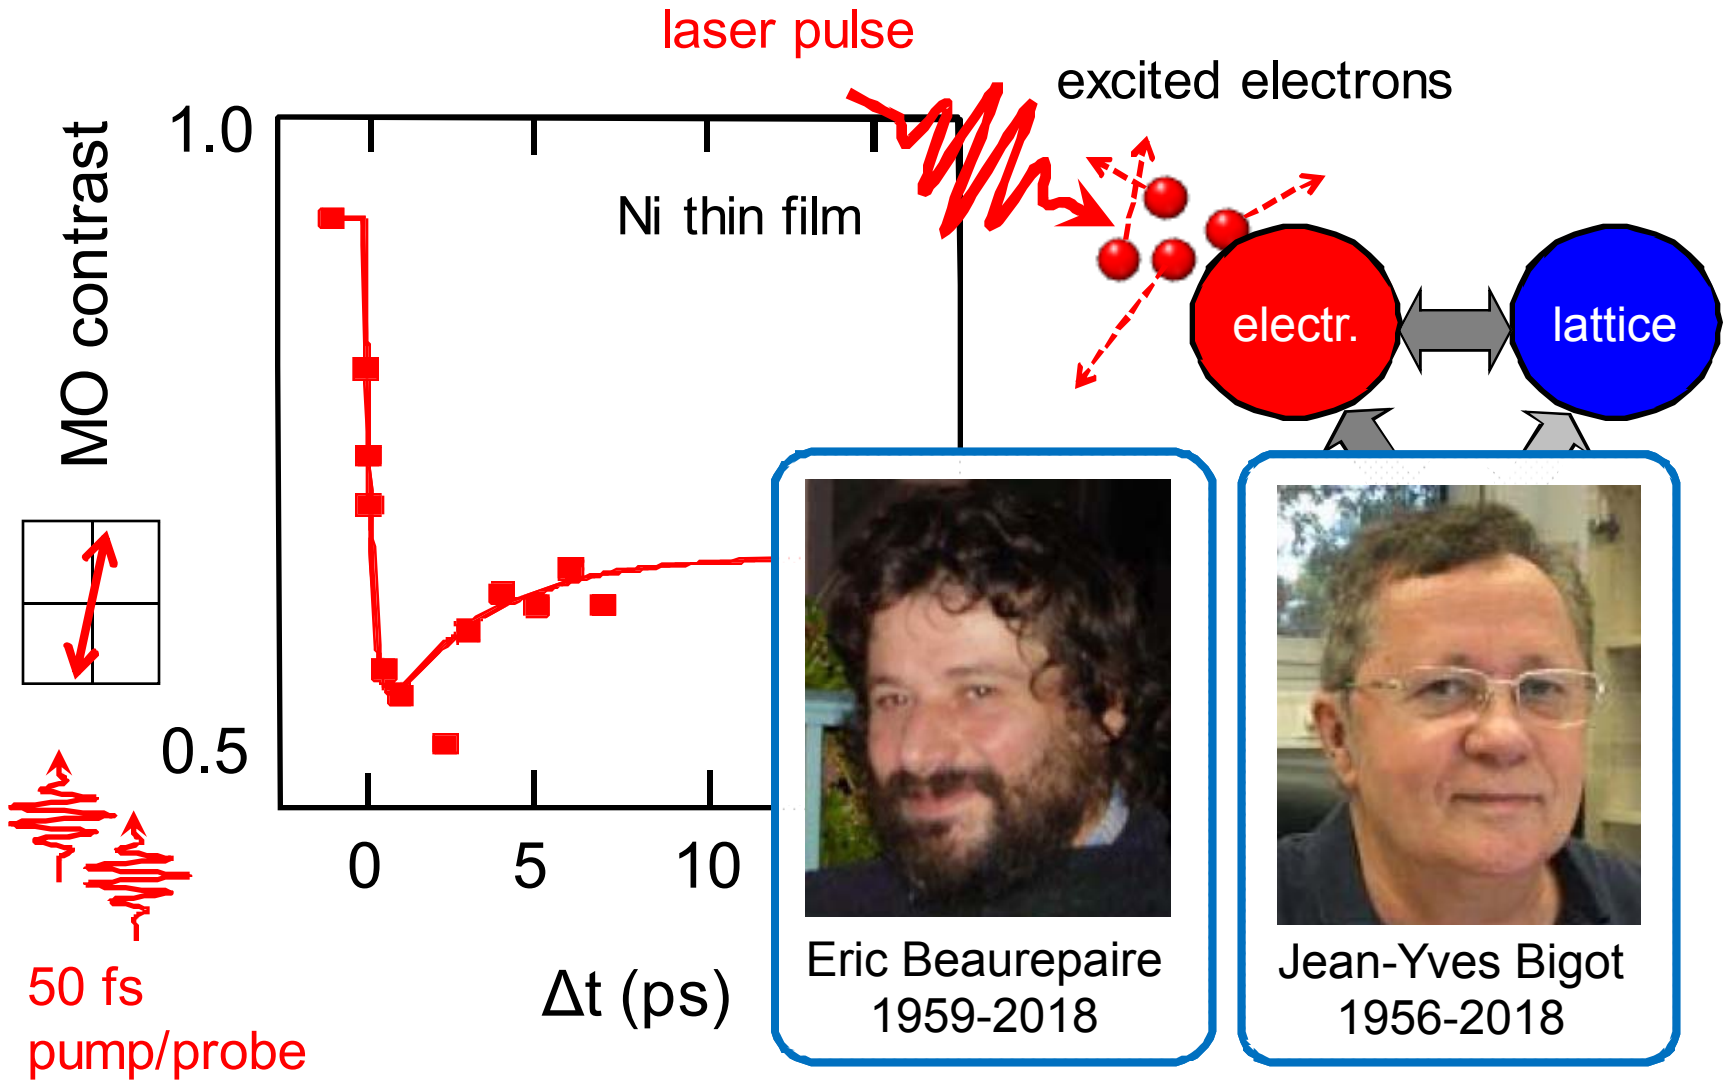 laser pulse
excited electrons
1.0
MO contrast
Ni thin film
electr.
lattice
0.5
0
5
10
Δt (ps)
50 fs
pump/probe
Eric Beaurepaire
1959-2018
Jean-Yves Bigot
1956-2018